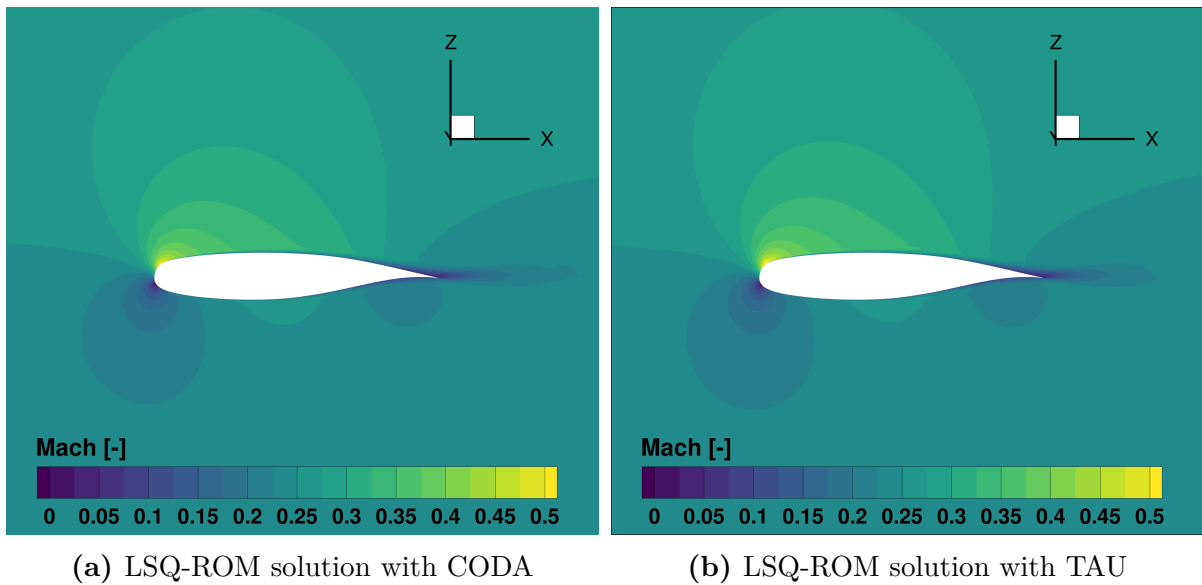 Z
Y
X
Mach [-]
0 0.05 0.1 0.15 0.2 0.25 0.3 0.35 0.4 0.45 0.5
(a) LSQ-ROM solution with CODA
Z
Y
X
Mach [-]
0 0.05 0.1 0.15 0.2 0.25 0.3 0.35 0.4 0.45 0.5
(b) LSQ-ROM solution with TAU